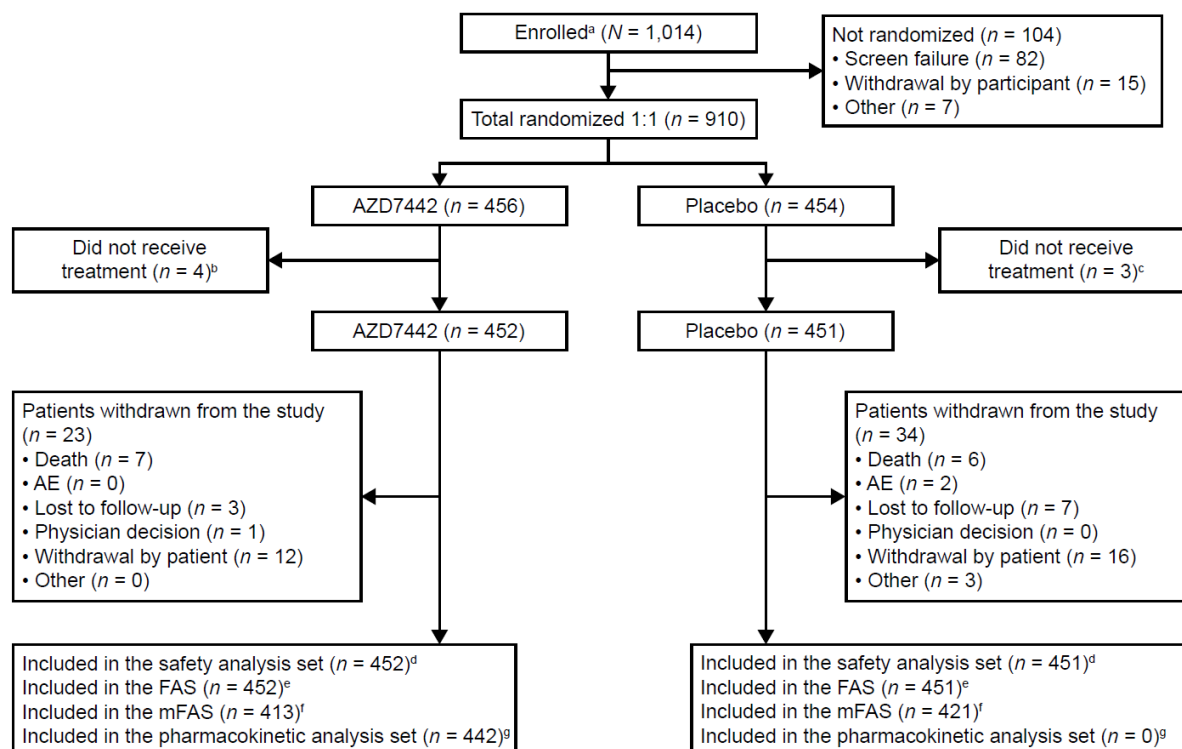 Enrolledᵃ (N = 1,014)
Not randomized (n = 104)
• Screen failure (n = 82)
• Withdrawal by participant (n = 15)
• Other (n = 7)
Total randomized 1:1 (n = 910)
AZD7442 (n = 456)
Placebo (n = 454)
Did not receive
treatment (n = 4)ᵇ
Did not receive
treatment (n = 3)ᶜ
AZD7442 (n = 452)
Placebo (n = 451)
Patients withdrawn from the study
(n = 23)
• Death (n = 7)
• AE (n = 0)
• Lost to follow-up (n = 3)
• Physician decision (n = 1)
• Withdrawal by patient (n = 12)
• Other (n = 0)
Patients withdrawn from the study
(n = 34)
• Death (n = 6)
• AE (n = 2)
• Lost to follow-up (n = 7)
• Physician decision (n = 0)
• Withdrawal by patient (n = 16)
• Other (n = 3)
Included in the safety analysis set (n = 452)ᵈ
Included in the FAS (n = 452)ᵉ
Included in the mFAS (n = 413)ᶠ
Included in the pharmacokinetic analysis set (n = 442)ᵍ
Included in the safety analysis set (n = 451)ᵈ
Included in the FAS (n = 451)ᵉ
Included in the mFAS (n = 421)ᶠ
Included in the pharmacokinetic analysis set (n = 0)ᵍ